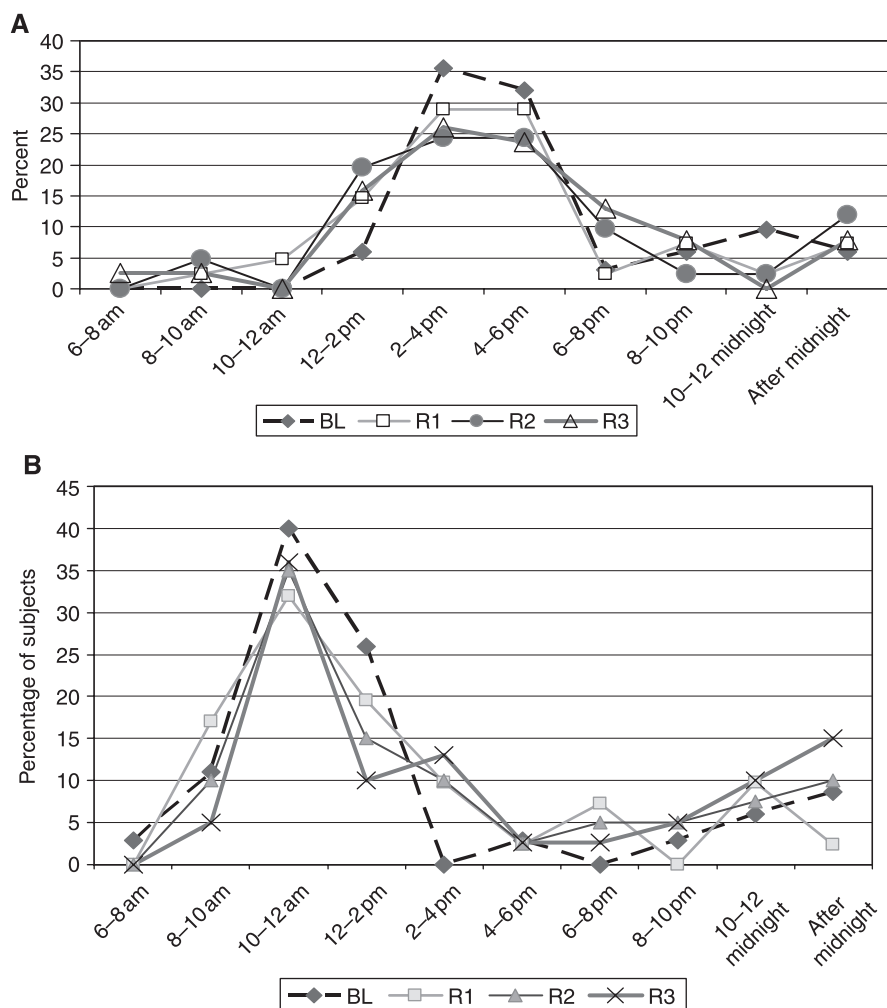 A
40
35
30
25
20
15
10
5
0
Percent
6–8 am
8–10 am
10–12 am
12–2 pm
2–4 pm
4–6 pm
6–8 pm
8–10 pm
10–12 midnight
After midnight
BL R1 R2 R3
B
45
40
35
30
25
20
15
10
5
0
Percentage of subjects
6–8 am
8–10 am
10–12 am
12–2 pm
2–4 pm
4–6 pm
6–8 pm
8–10 pm
10–12
midnight
After
midnight
BL R1 R2 R3